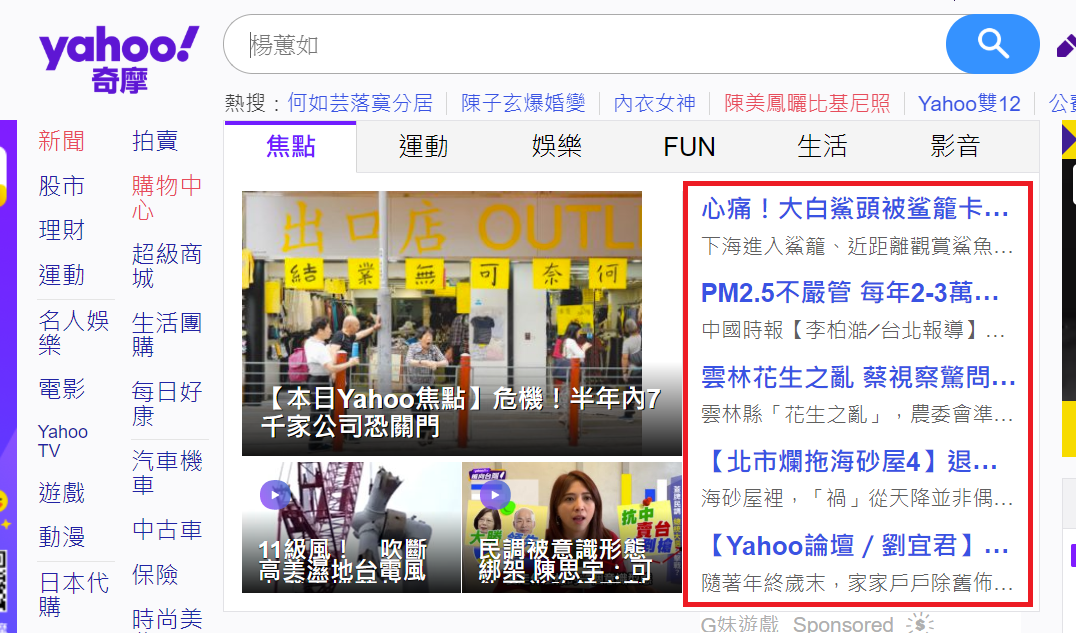 yahoo!
奇摩
楊蕙如
熱搜：何如芸落寞分居 陳子玄爆婚變 內衣女神 陳美鳳曬比基尼照 Yahoo雙12
新聞
股市
理財
運動
名人娛
樂
電影
Yahoo
TV
遊戲
動漫
日本代
購
拍賣
購物中
心
超級商
城
生活團
購
每日好
康
汽車機
車
中古車
保險
時尚美
焦點 運動 娛樂 FUN 生活 影音
出口店 OUTL
結業無可奈何
【本日Yahoo焦點】危機！半年內7
千家公司恐關門
11級風！ 吹斷
高美濕地台電風
民調被意識形態
綁架 陳思宇：可
心痛！大白鯊頭被鯊籠卡...
下海進入鯊籠、近距離觀賞鯊魚...
PM2.5不嚴管 每年2-3萬...
中國時報【李柏澔╱台北報導】...
雲林花生之亂 蔡視察驚問...
雲林縣「花生之亂」，農委會準...
【北市爛拖海砂屋4】退...
海砂屋裡，「禍」從天降並非偶...
【Yahoo論壇／劉宜君】...
隨著年終歲末，家家戶戶除舊佈...
G妹遊戲 Sponsored